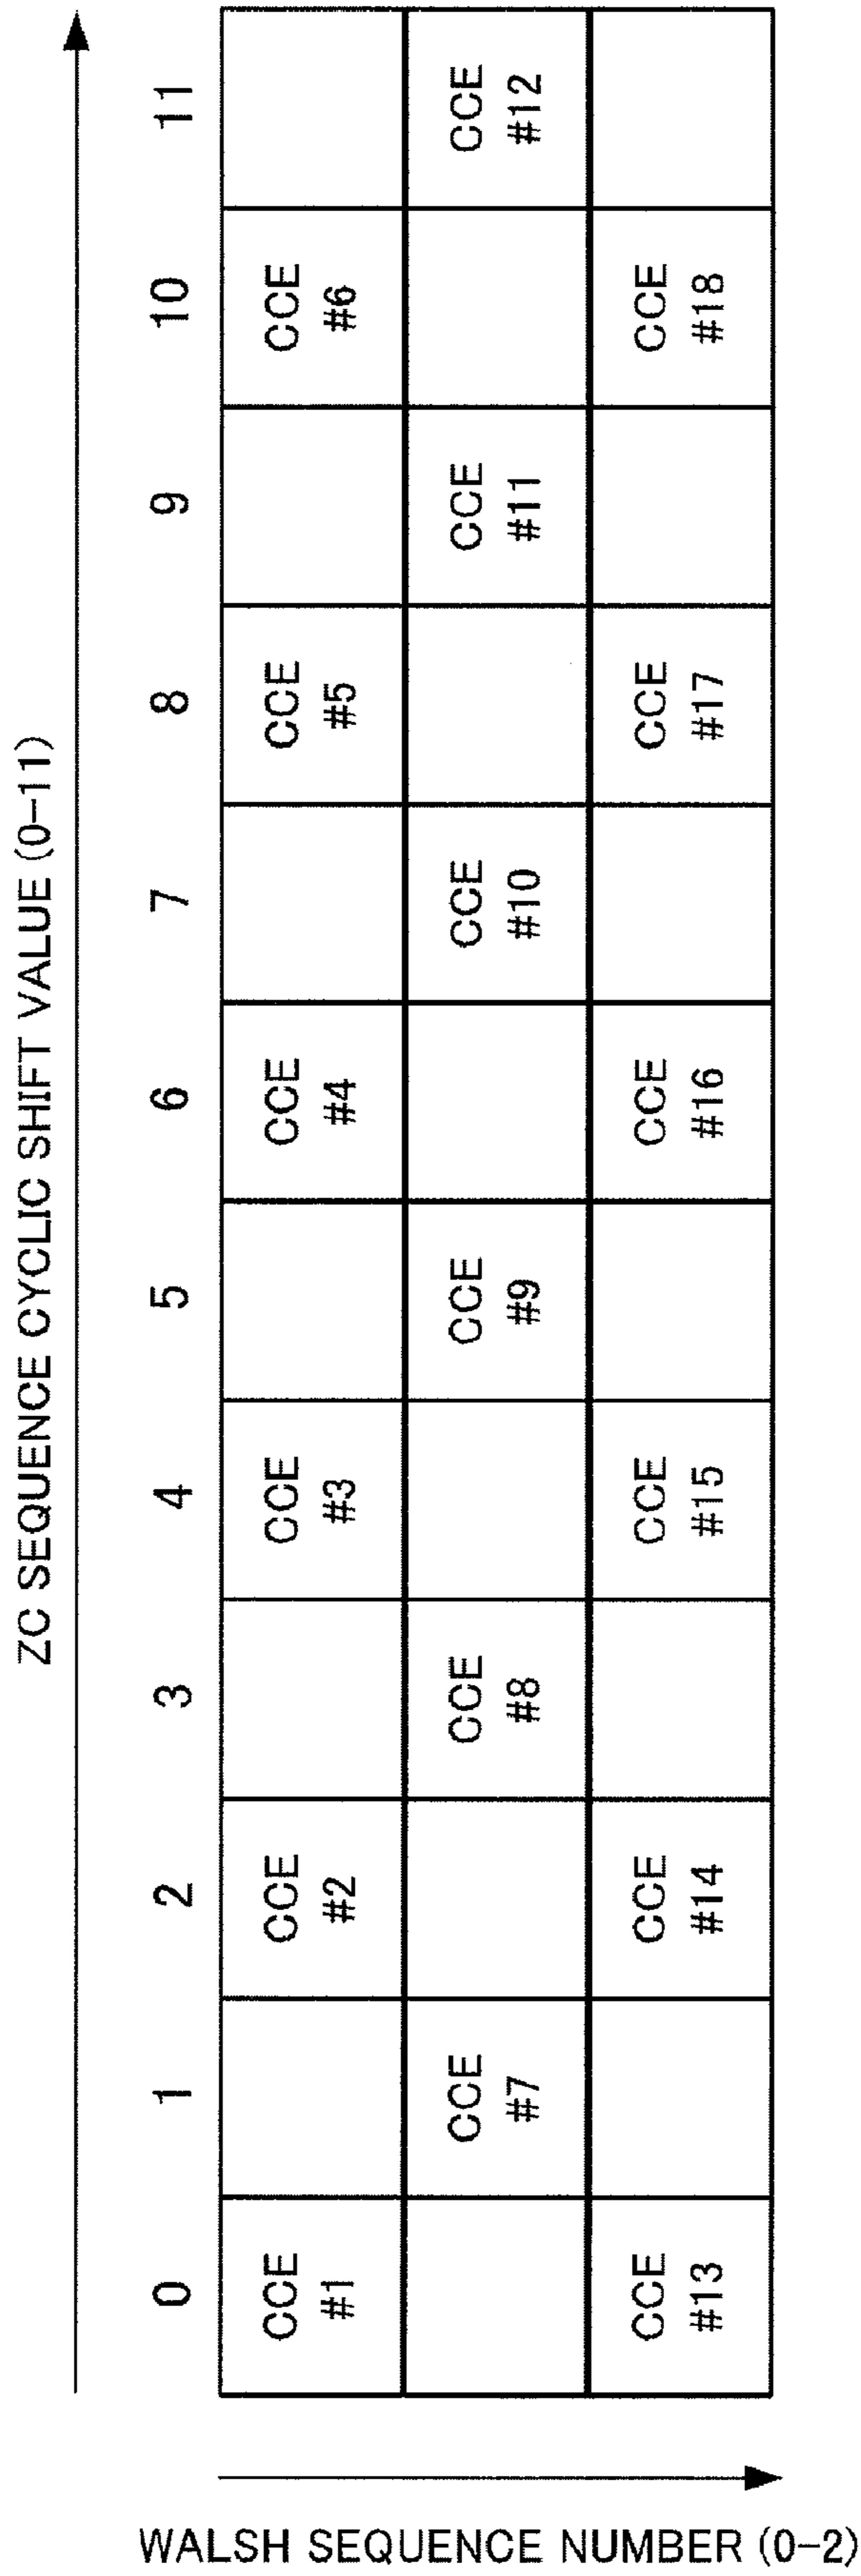 ZC SEQUENCE CYCLIC SHIFT VALUE (0-11)
0 1 2 3 4 5 6 7 8 9 10 11
CCE CCE CCE CCE CCE CCE
#1 #2 #3 #4 #5 #6
CCE CCE CCE CCE CCE CCE
#7 #8 #9 #10 #11 #12
CCE CCE CCE CCE CCE CCE
#13 #14 #15 #16 #17 #18
WALSH SEQUENCE NUMBER (0-2)